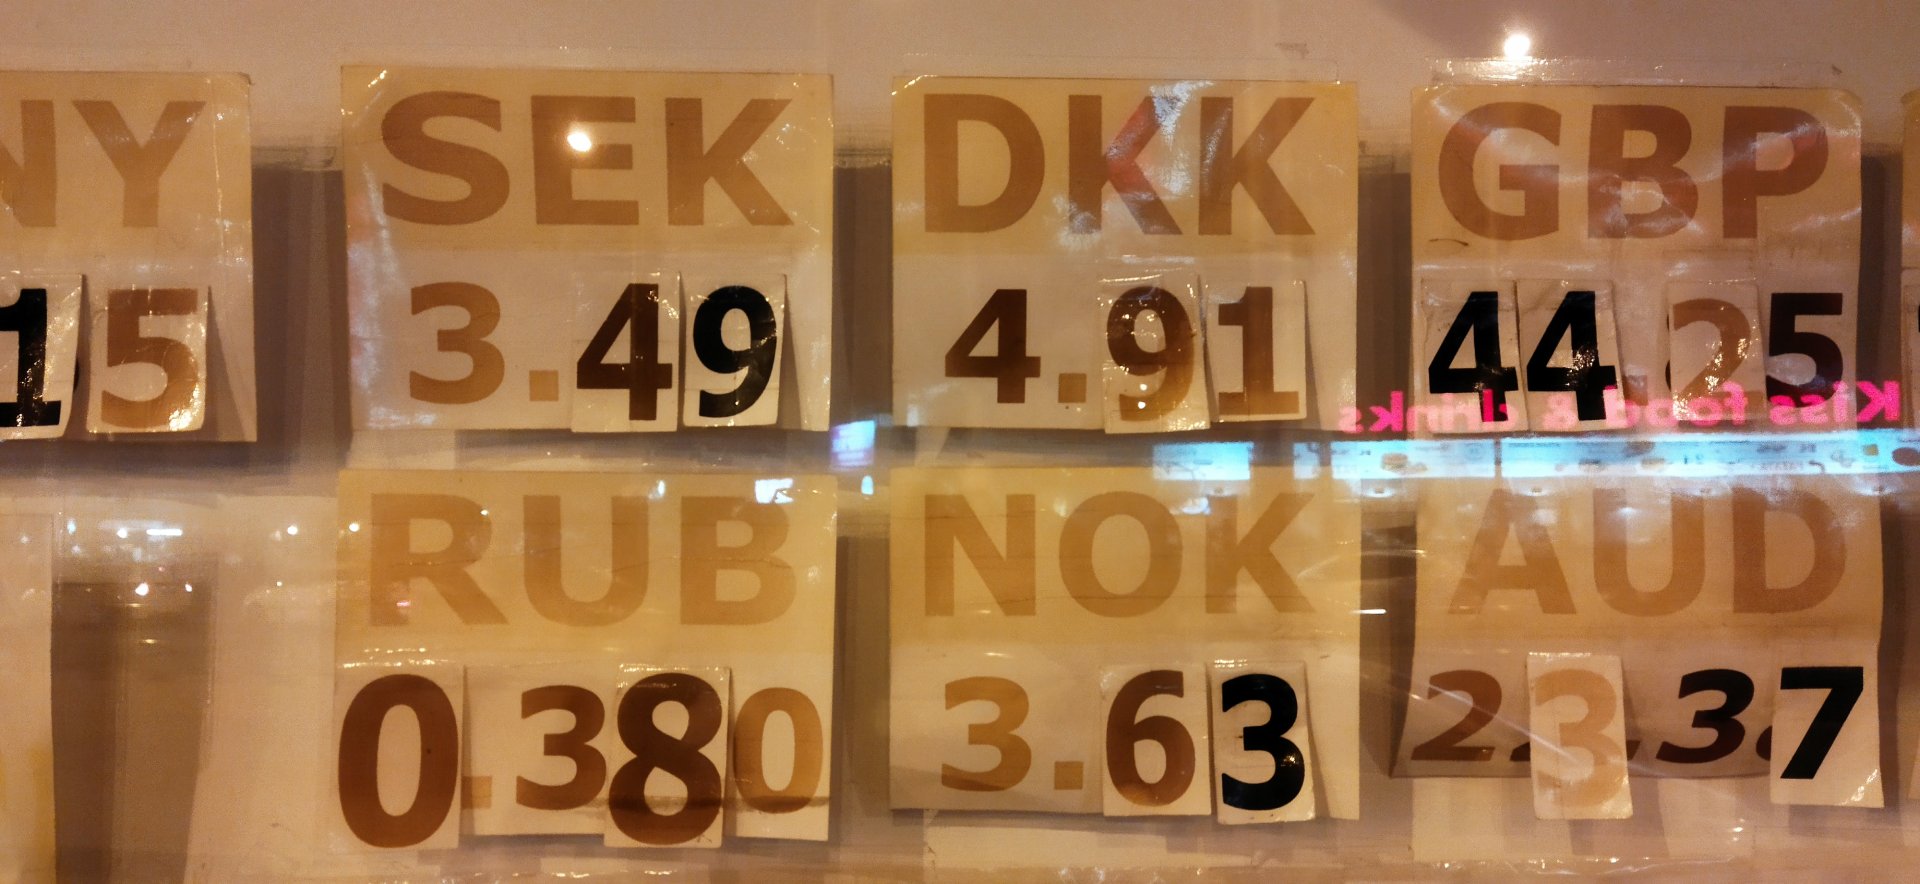 NY SEK DKK GBP
15 3.49 4.91 44.25
Kiss food & drinks
RUB NOK AUD
0.380 3.63 23.37